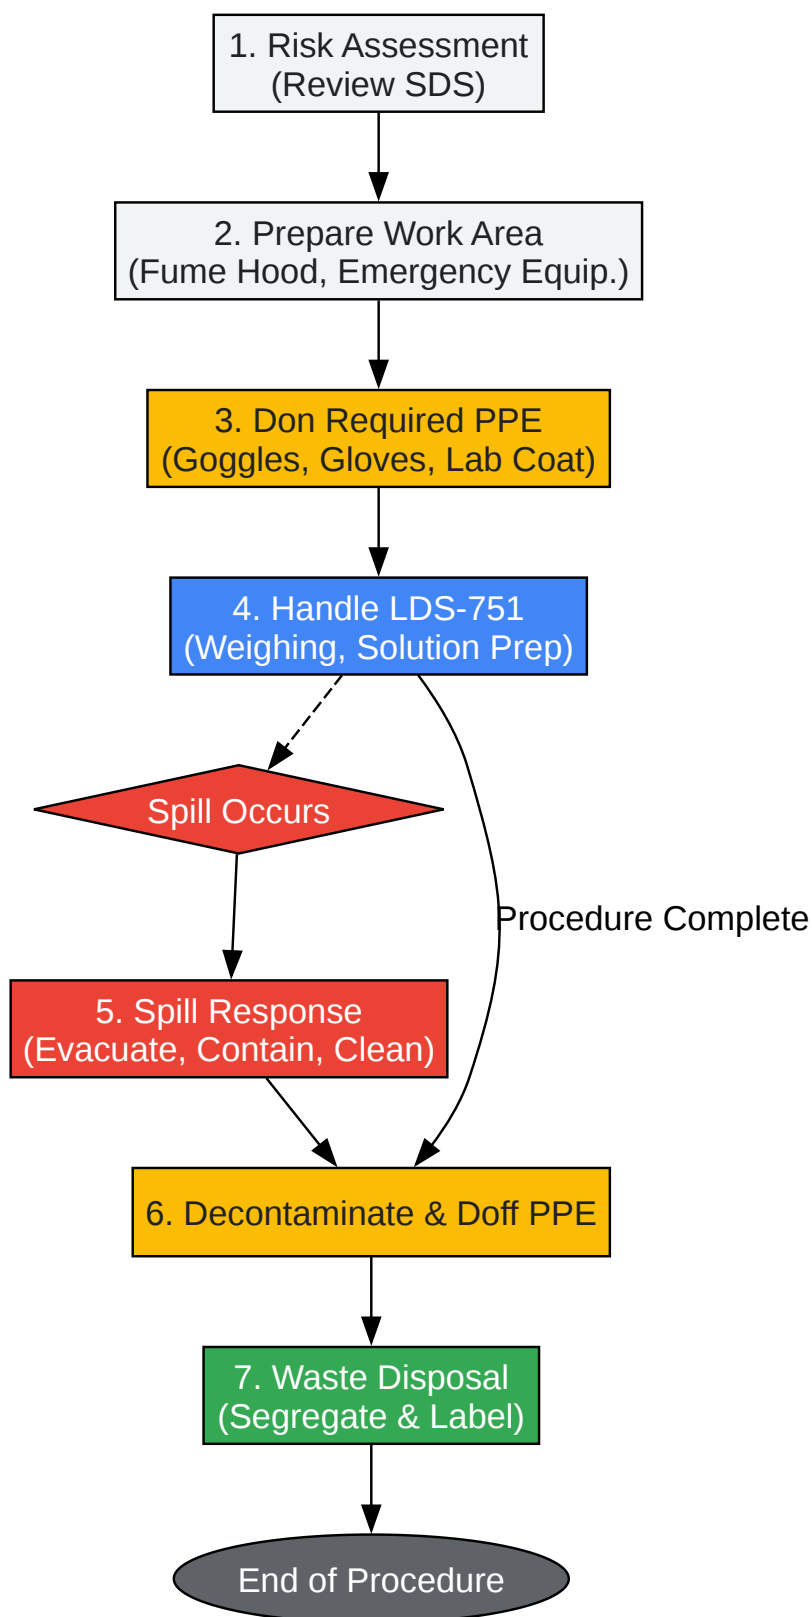 1. Risk Assessment
(Review SDS)
2. Prepare Work Area
(Fume Hood, Emergency Equip.)
3. Don Required PPE
(Goggles, Gloves, Lab Coat)
4. Handle LDS-751
(Weighing, Solution Prep)
Spill Occurs
Procedure Complete
5. Spill Response
(Evacuate, Contain, Clean)
6. Decontaminate & Doff PPE
7. Waste Disposal
(Segregate & Label)
End of Procedure